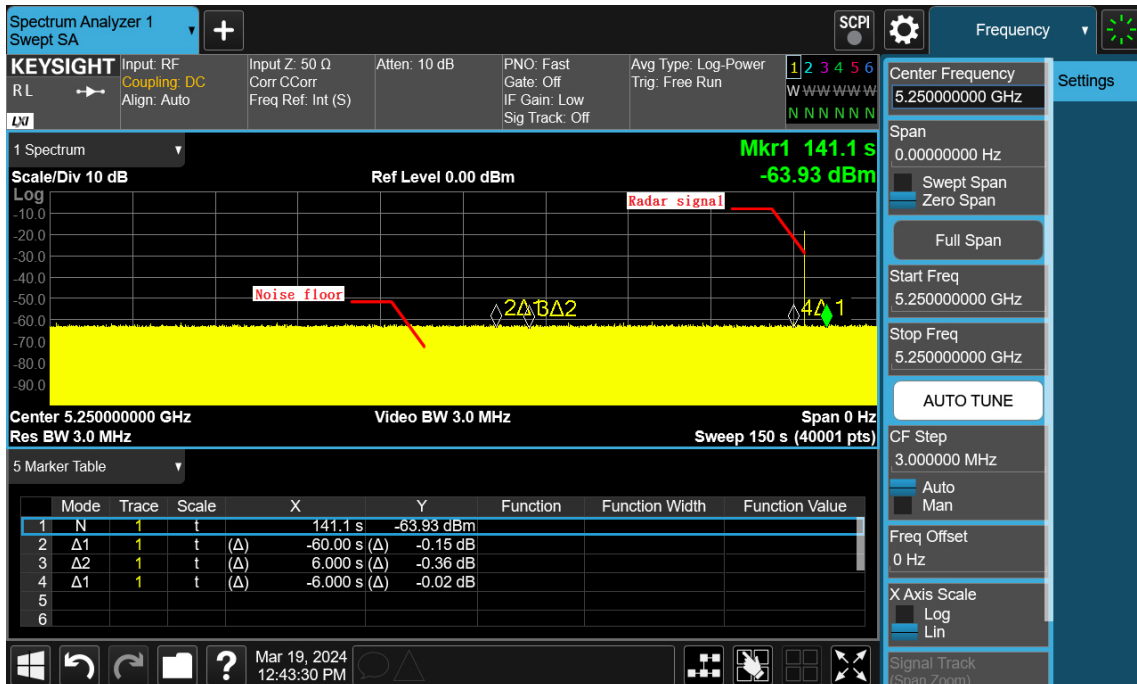 Spectrum Analyzer 1
Swept SA
+
SCPI
Frequency
KEYSIGHT
RL
LXI
Input: RF
Coupling: DC
Align: Auto
Input Z: 50 Ω
Corr CCorr
Freq Ref: Int (S)
Atten: 10 dB
PNO: Fast
Gate: Off
IF Gain: Low
Sig Track: Off
Avg Type: Log-Power
Trig: Free Run
1 2 3 4 5 6
W W W W W W
N N N N N N
1 Spectrum
Mkr1 141.1 s
-63.93 dBm
Scale/Div 10 dB
Ref Level 0.00 dBm
Log
-10.0
-20.0
-30.0
-40.0
-50.0
-60.0
-70.0
-80.0
-90.0
Radar signal
Noise floor
2Δ1
3Δ2
4Δ1
Center 5.250000000 GHz
Video BW 3.0 MHz
Span 0 Hz
Res BW 3.0 MHz
Sweep 150 s (40001 pts)
5 Marker Table
Mode Trace Scale X Y Function Function Width Function Value
1 N 1 t 141.1 s -63.93 dBm
2 Δ1 1 t (Δ) -60.00 s (Δ) -0.15 dB
3 Δ2 1 t (Δ) 6.000 s (Δ) -0.36 dB
4 Δ1 1 t (Δ) -6.000 s (Δ) -0.02 dB
5
6
?
Mar 19, 2024
12:43:30 PM
Center Frequency
5.250000000 GHz
Settings
Span
0.00000000 Hz
Swept Span
Zero Span
Full Span
Start Freq
5.250000000 GHz
Stop Freq
5.250000000 GHz
AUTO TUNE
CF Step
3.000000 MHz
Auto
Man
Freq Offset
0 Hz
X Axis Scale
Log
Lin
Signal Track
(Span Zoom)